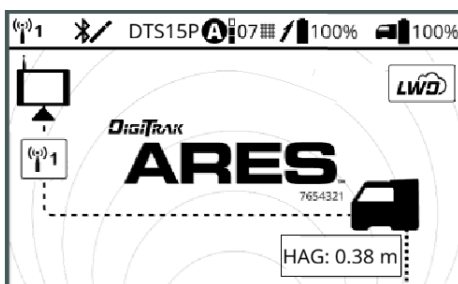 1 DTS15P A 07 100% 100%
LWD
DIGITRAK
1
ARES
7654321
HAG: 0.38 m